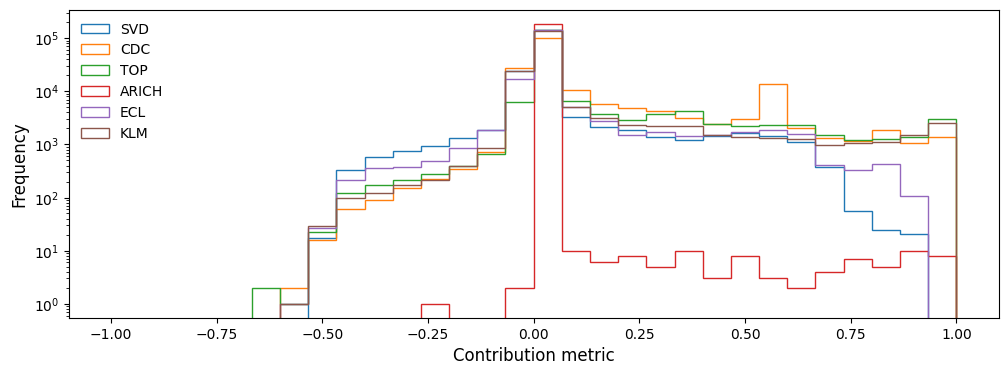 SVD
CDC
TOP
ARICH
ECL
KLM
Frequency
10⁵
10⁴
10³
10²
10¹
10⁰
−1.00 −0.75 −0.50 −0.25 0.00 0.25 0.50 0.75 1.00
Contribution metric